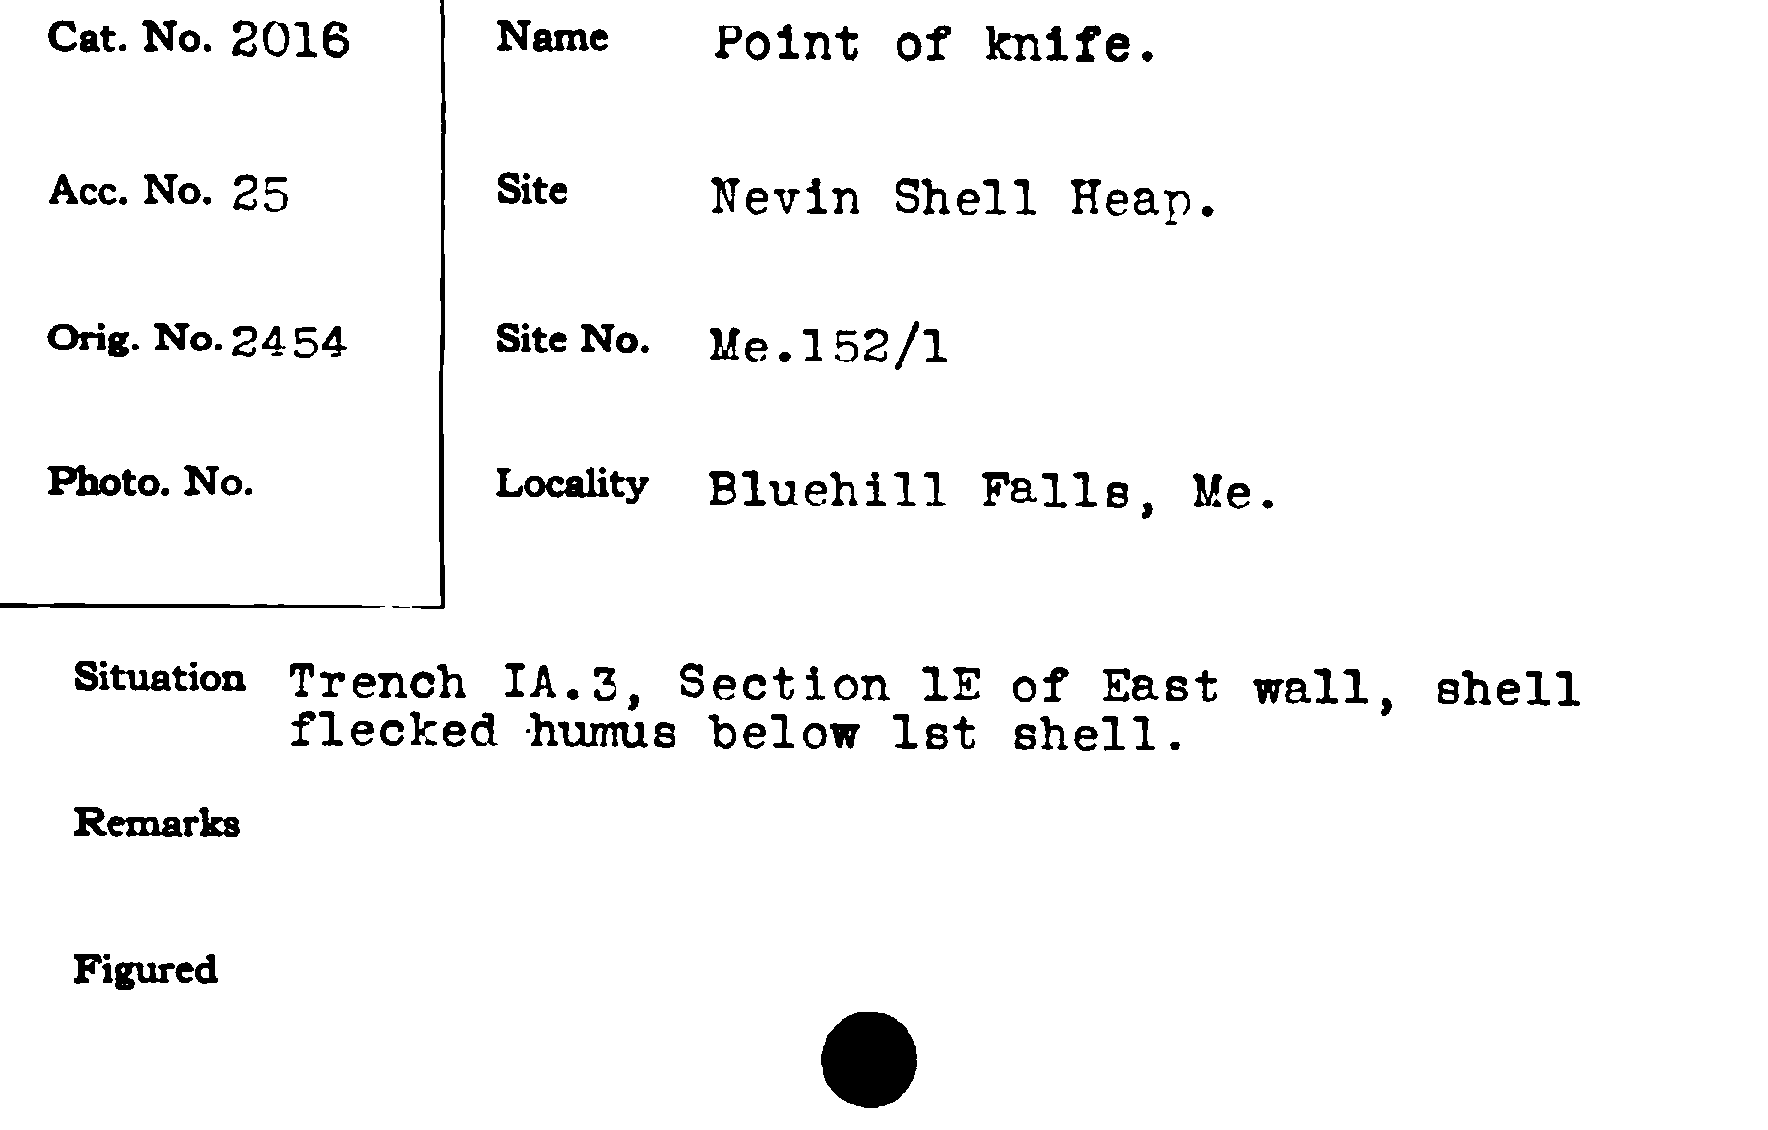 Cat. No. 2016
Name Point of knife.
Acc. No. 25
Site Nevin Shell Heap.
Orig. No. 2454
Site No. Me.152/1
Photo. No.
Locality Bluehill Falls, Me.
Situation Trench IA.3, Section 1E of East wall, shell
flecked humus below 1st shell.
Remarks
Figured